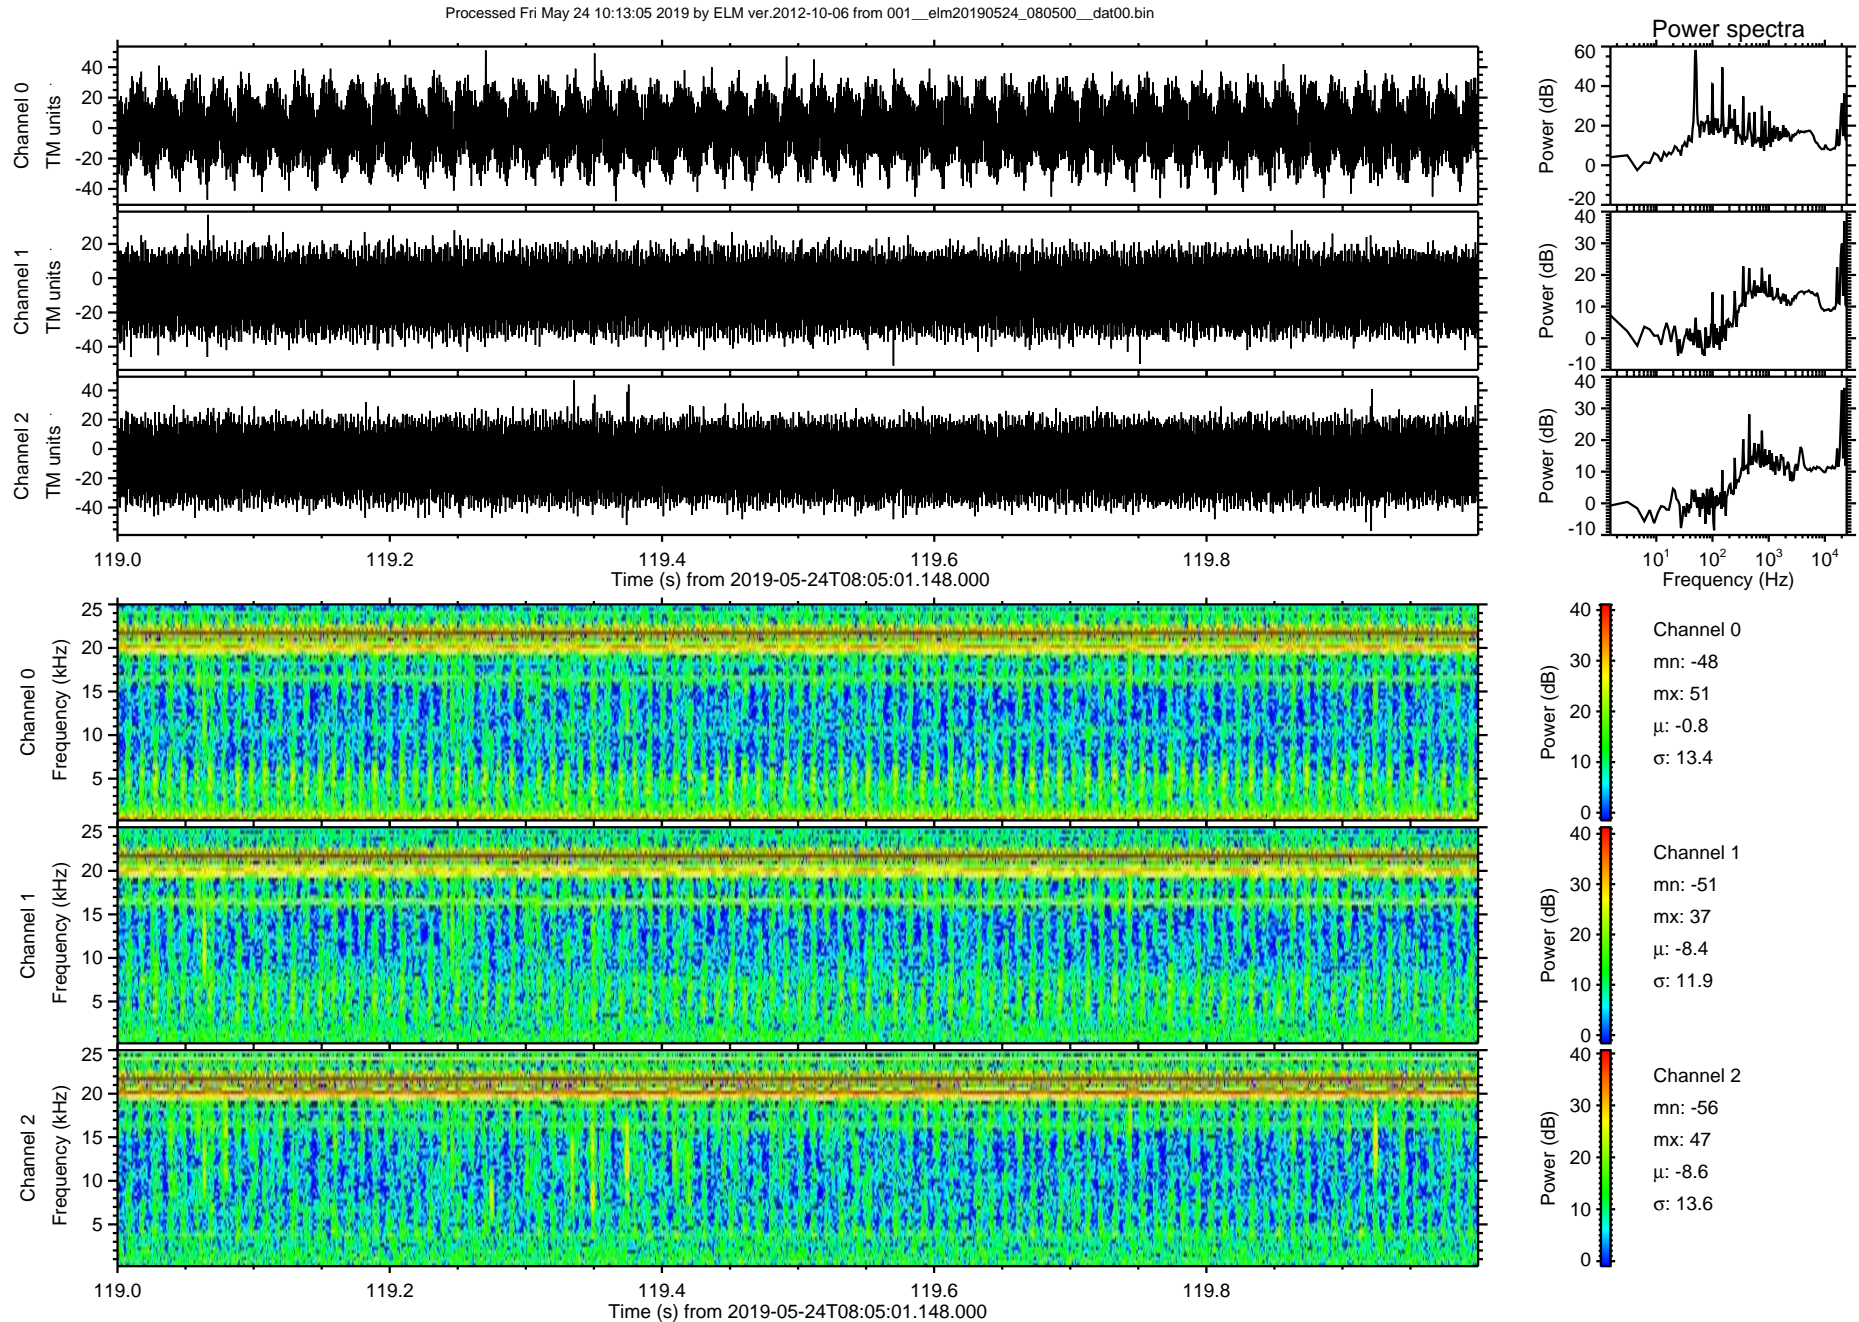 Processed Fri May 24 10:13:05 2019 by ELM ver.2012-10-06 from 001__elm20190524_080500__dat00.bin
Power spectra
Channel 0
TM units
40
20
0
-20
-40
Power (dB)
60
40
20
0
-20
Channel 1
TM units
20
0
-20
-40
Power (dB)
40
30
20
10
0
-10
Channel 2
TM units
40
20
0
-20
-40
Power (dB)
40
30
20
10
0
-10
119.0 119.2 119.4 119.6 119.8
Time (s) from 2019-05-24T08:05:01.148.000
10^1 10^2 10^3 10^4
Frequency (Hz)
Channel 0
Frequency (kHz)
25
20
15
10
5
Power (dB)
40
30
20
10
0
Channel 0
mn: -48
mx: 51
μ: -0.8
σ: 13.4
Channel 1
Frequency (kHz)
25
20
15
10
5
Power (dB)
40
30
20
10
0
Channel 1
mn: -51
mx: 37
μ: -8.4
σ: 11.9
Channel 2
Frequency (kHz)
25
20
15
10
5
Power (dB)
40
30
20
10
0
Channel 2
mn: -56
mx: 47
μ: -8.6
σ: 13.6
119.0 119.2 119.4 119.6 119.8
Time (s) from 2019-05-24T08:05:01.148.000